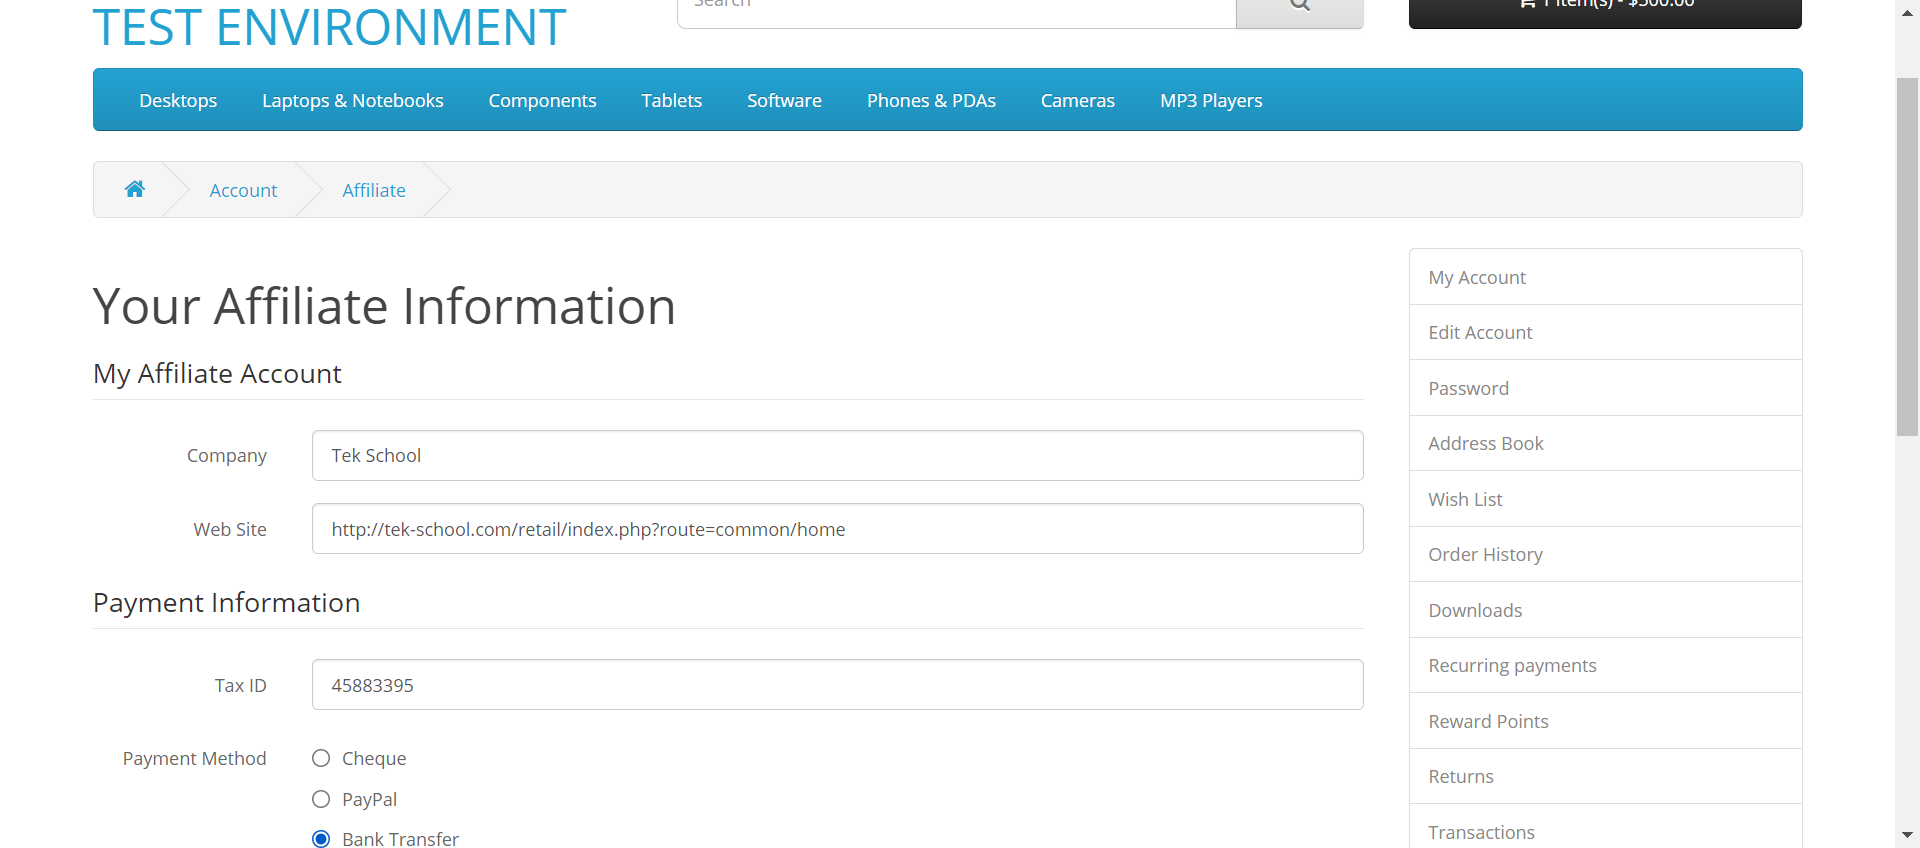 TEST ENVIRONMENT
Search
1 item(s) - $500.00
Desktops
Laptops & Notebooks
Components
Tablets
Software
Phones & PDAs
Cameras
MP3 Players
Account
Affiliate
Your Affiliate Information
My Affiliate Account
Company
Tek School
Web Site
http://tek-school.com/retail/index.php?route=common/home
Payment Information
Tax ID
45883395
Payment Method
Cheque
PayPal
Bank Transfer
My Account
Edit Account
Password
Address Book
Wish List
Order History
Downloads
Recurring payments
Reward Points
Returns
Transactions